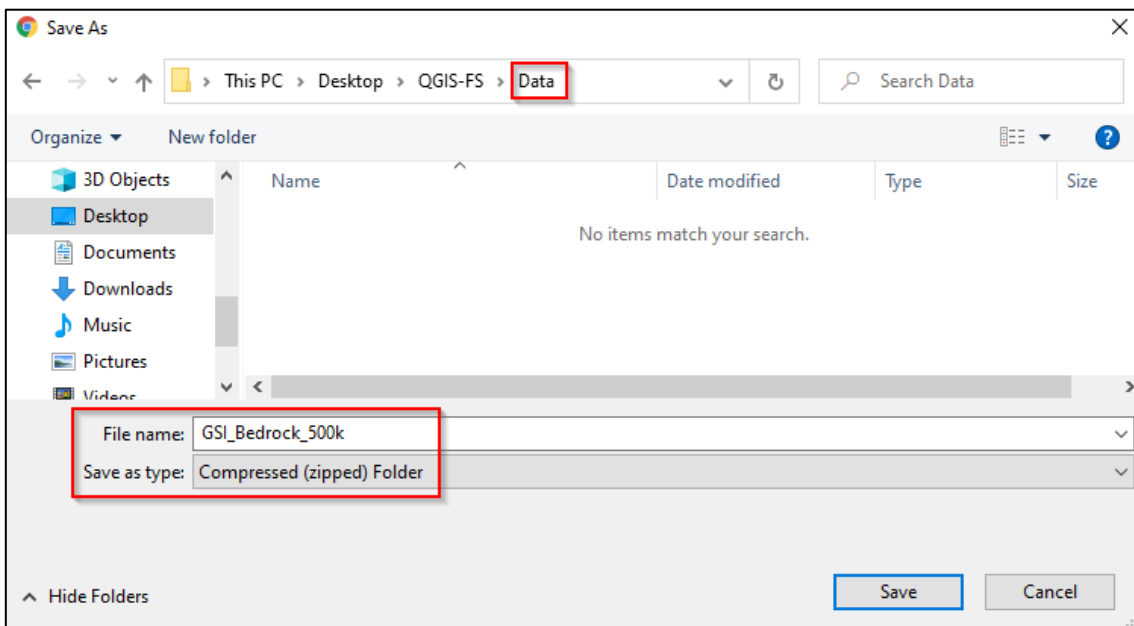 Save As
This PC > Desktop > QGIS-FS > Data
Search Data
Organize
New folder
3D Objects
Desktop
Documents
Downloads
Music
Pictures
Videos
Name
Date modified
Type
Size
No items match your search.
File name: GSI_Bedrock_500k
Save as type: Compressed (zipped) Folder
Hide Folders
Save
Cancel